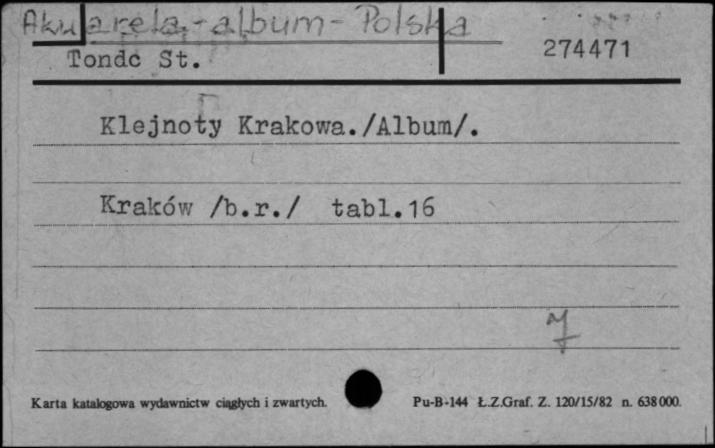 Akwarela - album - Polska
Tondc St. 274471
Klejnoty Krakowa./Album/.
Kraków /b.r./ tabl.16
Karta katalogowa wydawnictw ciągłych i zwartych. Pu-B-144 Ł.Z.Graf. Z. 120/15/82 n. 638000.